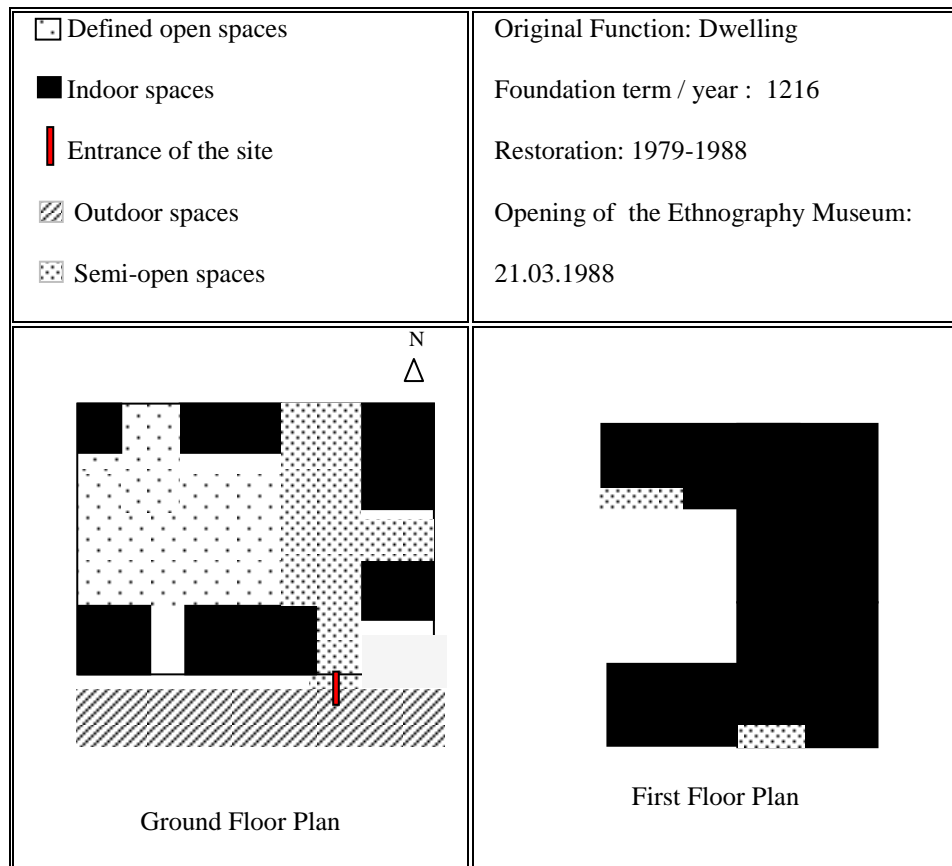 Defined open spaces
Indoor spaces
Entrance of the site
Outdoor spaces
Semi-open spaces
Original Function: Dwelling
Foundation term / year : 1216
Restoration: 1979-1988
Opening of the Ethnography Museum:
21.03.1988
N
Ground Floor Plan
First Floor Plan